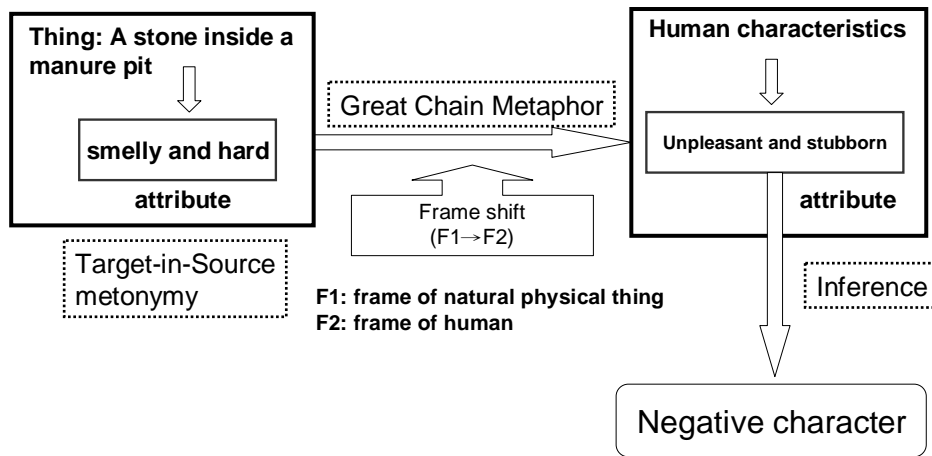 Thing: A stone inside a
manure pit
smelly and hard
attribute
Target-in-Source
metonymy
Great Chain Metaphor
Frame shift
(F1→F2)
F1: frame of natural physical thing
F2: frame of human
Human characteristics
Unpleasant and stubborn
attribute
Inference
Negative character